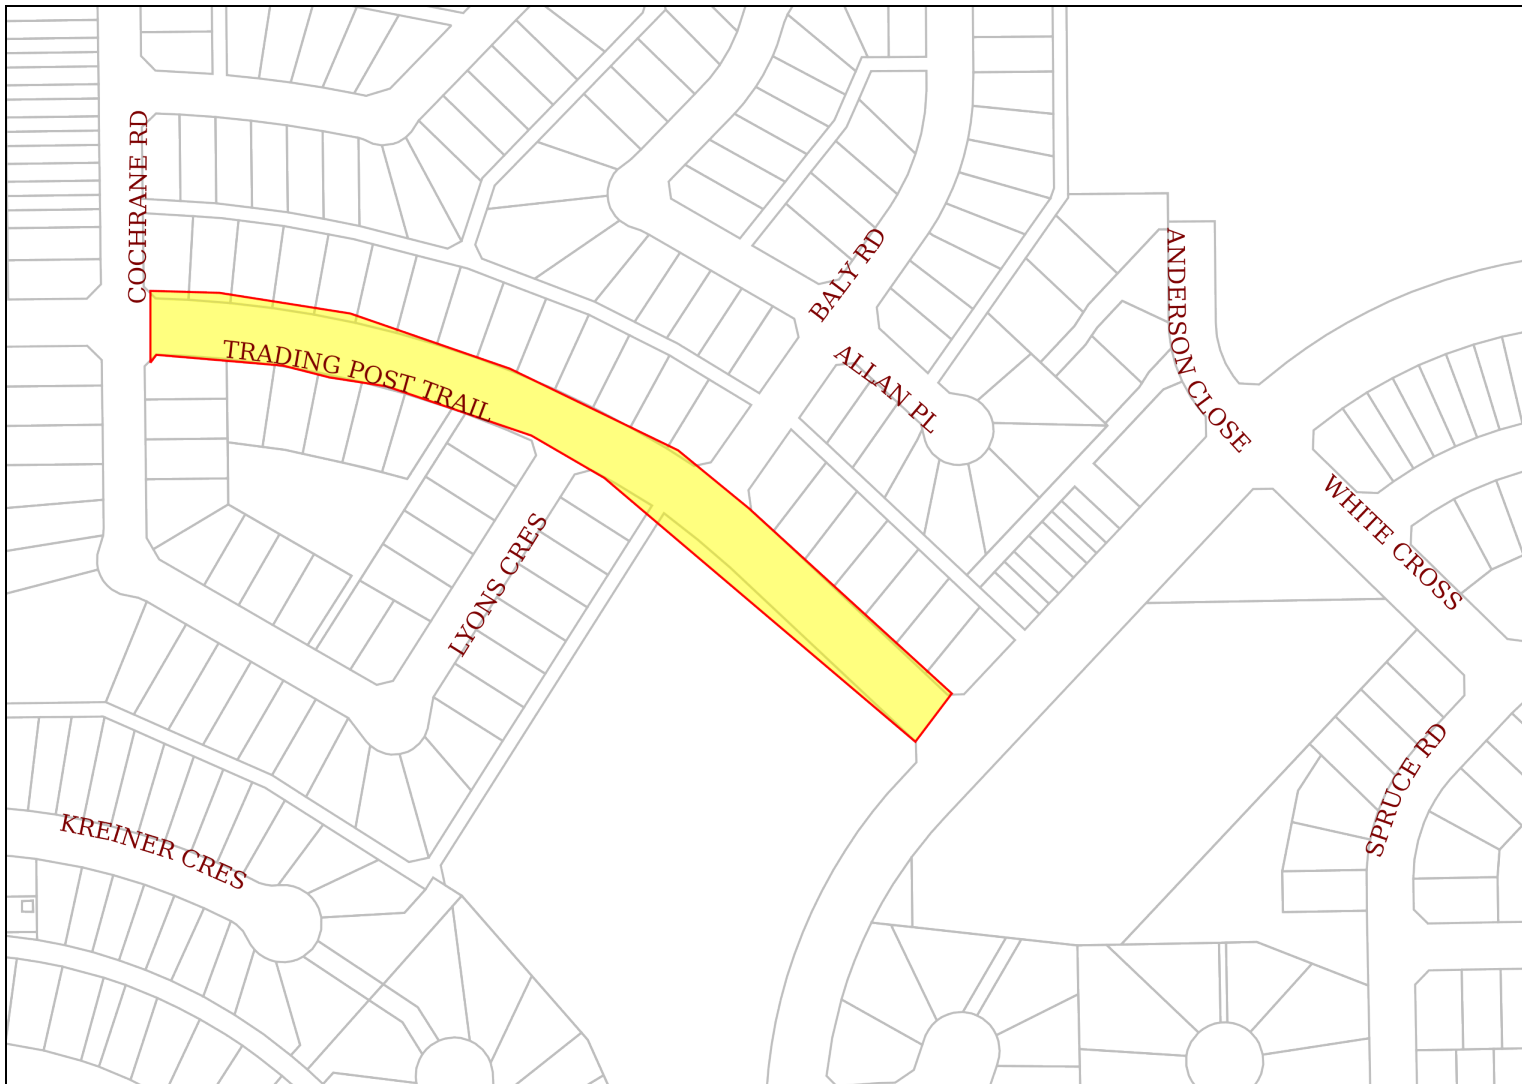 COCHRANE RD
TRADING POST TRAIL
BALY RD
ALLAN PL
ANDERSON CLOSE
WHITE CROSS
LYONS CRES
SPRUCE RD
KREINER CRES